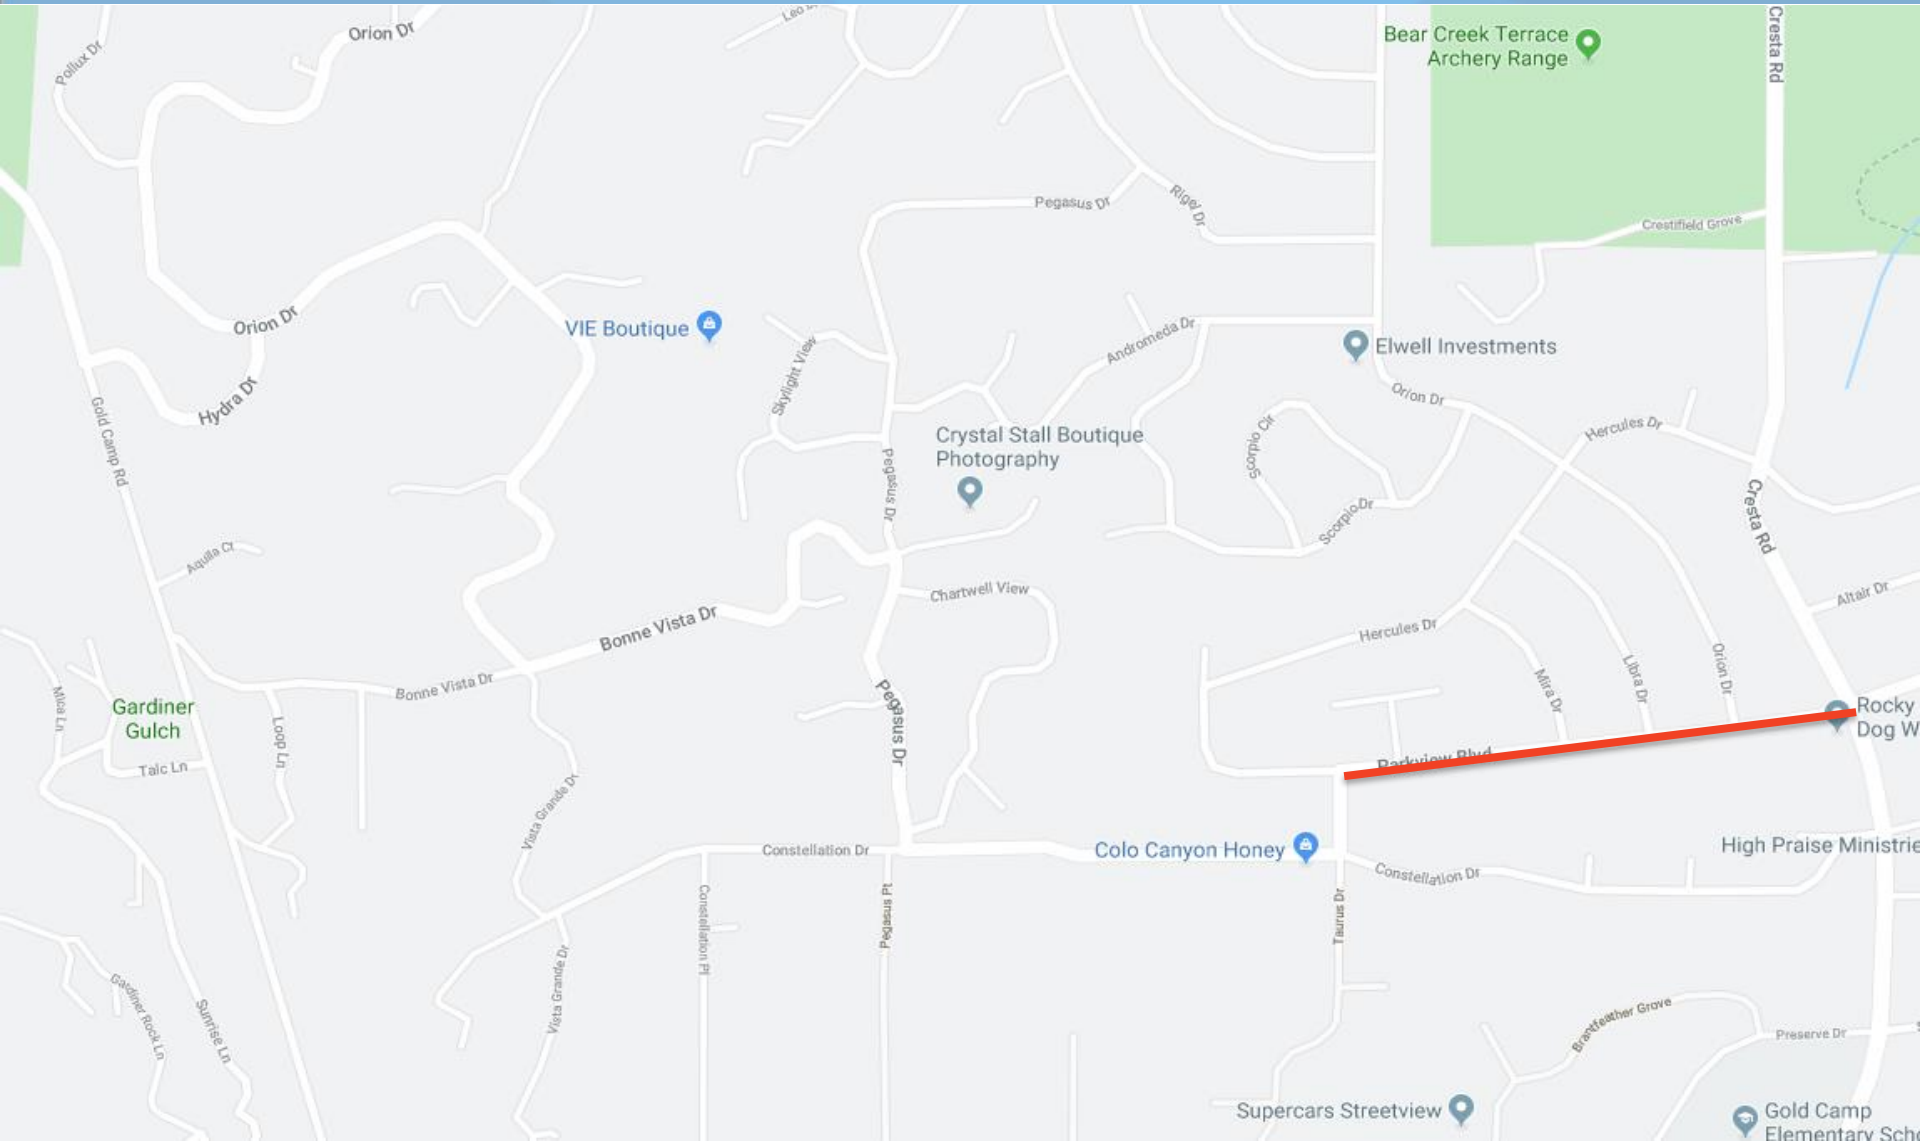 Leo
Orion Dr
Pollux Dr
Bear Creek Terrace
Archery Range
Cresta Rd
Pegasus Dr
Rigel Dr
Crestifield Grove
Orion Dr
VIE Boutique
Andromeda Dr
Elwell Investments
Skylight View
Hydra Dr
Orion Dr
Gold Camp Rd
Scorpio Cir
Hercules Dr
Crystal Stall Boutique
Photography
Pegasus Dr
Cresta Rd
Scorpio Dr
Aquila Ct
Chartwell View
Altair Dr
Bonne Vista Dr
Hercules Dr
Bonne Vista Dr
Mica Ln
Gardiner
Gulch
Loop Ln
Pegasus Dr
Mira Dr
Libra Dr
Orion Dr
Rocky
Dog W
Talc Ln
Parkview Blvd
Vista Grande Dr
Constellation Dr
Colo Canyon Honey
High Praise Ministrie
Constellation Dr
Constellation Pl
Pegasus Pt
Taurus Dr
Vista Grande Dr
Gardiner Rock Ln
Sunrise Ln
Brantfeather Grove
Preserve Dr
Supercars Streetview
Gold Camp
Elementary Scho